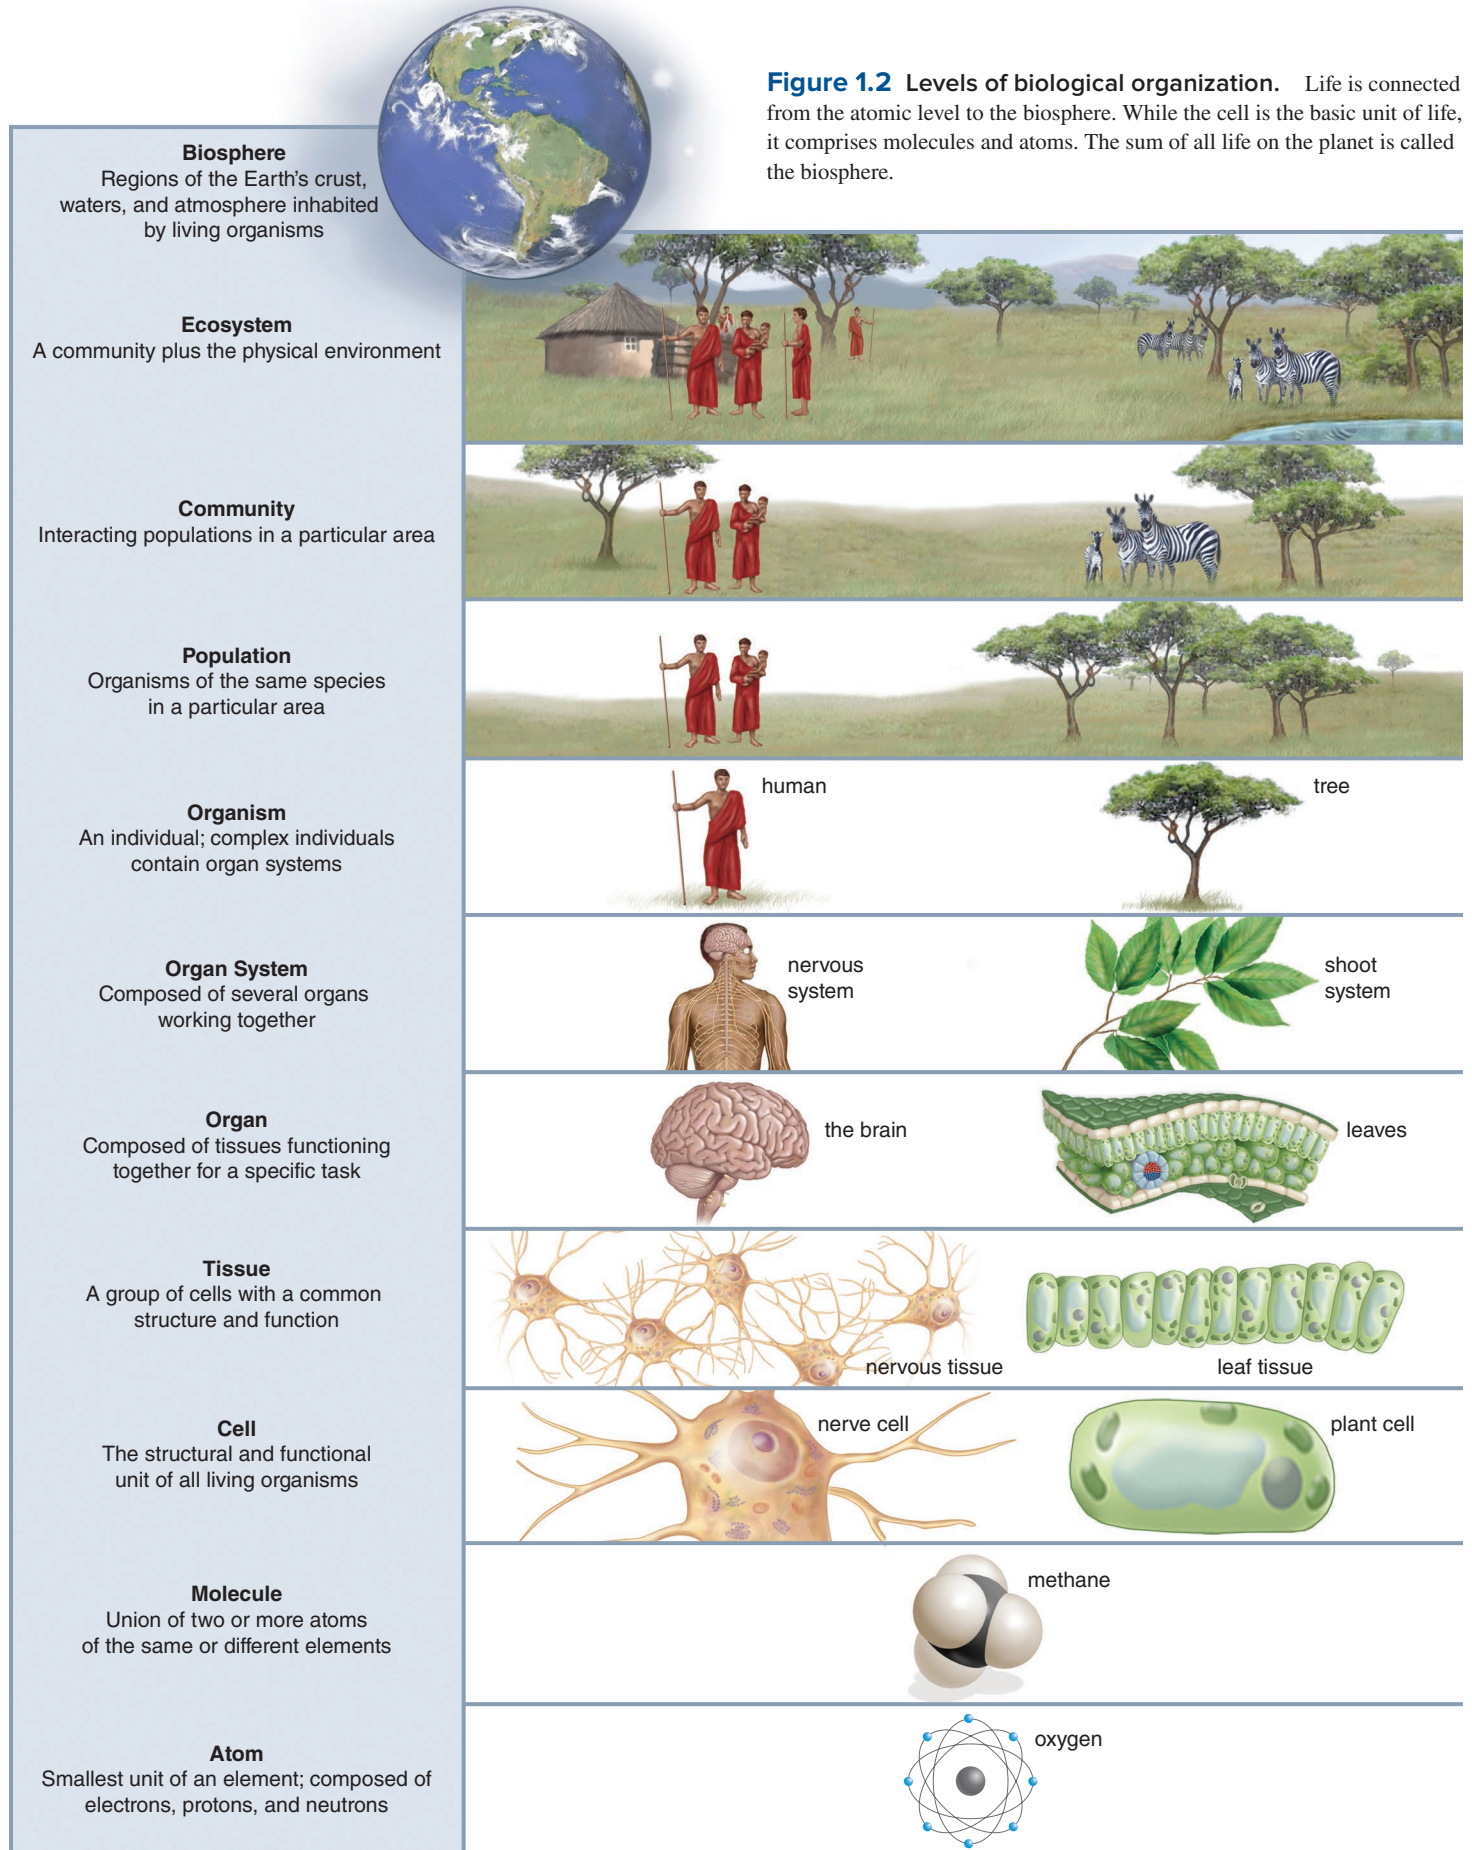 Figure 1.2 Levels of biological organization. Life is connected
from the atomic level to the biosphere. While the cell is the basic unit of life,
it comprises molecules and atoms. The sum of all life on the planet is called
the biosphere.
Biosphere
Regions of the Earth's crust,
waters, and atmosphere inhabited
by living organisms
Ecosystem
A community plus the physical environment
Community
Interacting populations in a particular area
Population
Organisms of the same species
in a particular area
Organism
An individual; complex individuals
contain organ systems
human
tree
Organ System
Composed of several organs
working together
nervous
system
shoot
system
Organ
Composed of tissues functioning
together for a specific task
the brain
leaves
Tissue
A group of cells with a common
structure and function
nervous tissue
leaf tissue
Cell
The structural and functional
unit of all living organisms
nerve cell
plant cell
Molecule
Union of two or more atoms
of the same or different elements
methane
Atom
Smallest unit of an element; composed of
electrons, protons, and neutrons
oxygen